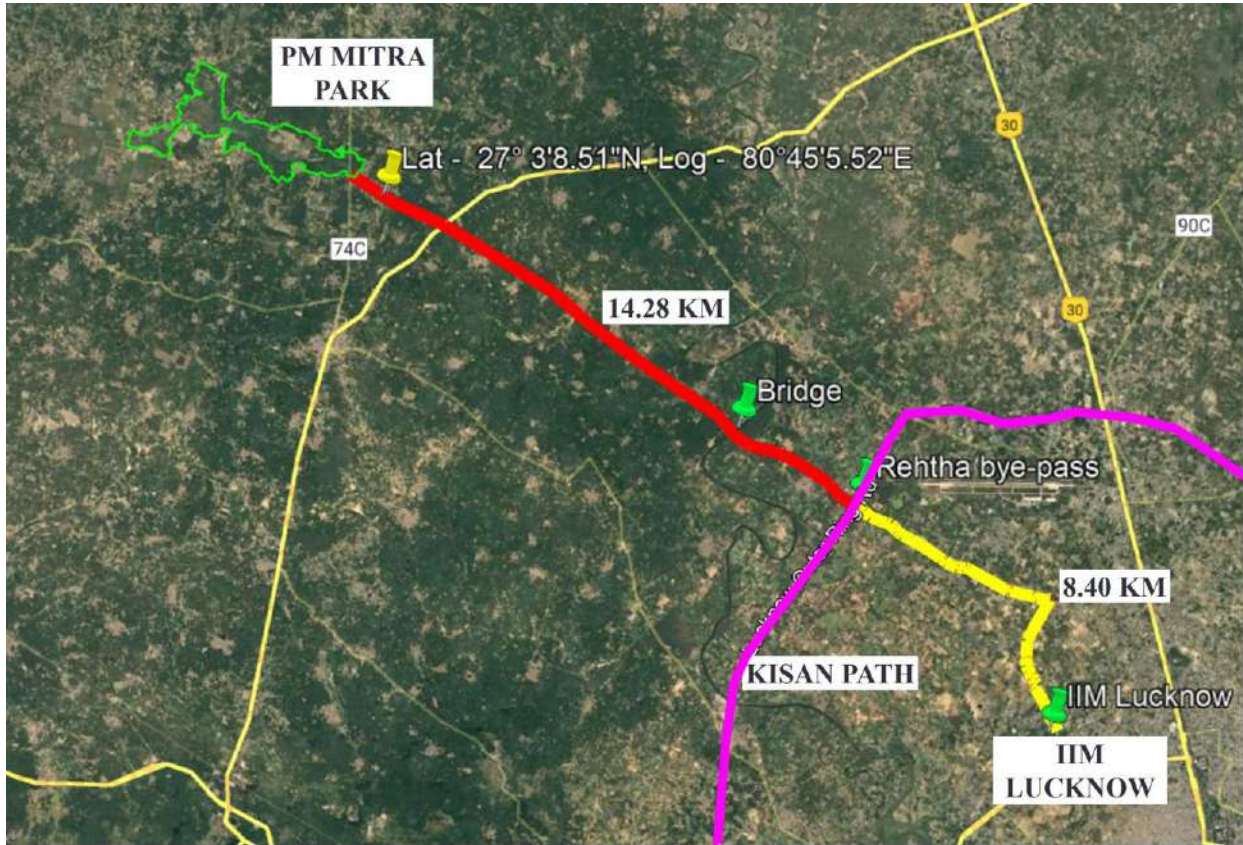 PM MITRA
PARK
Lat - 27° 3'8.51"N, Log - 80°45'5.52"E
30
74C
90C
14.28 KM
30
Bridge
Rehtha bye-pass
8.40 KM
KISAN PATH
IIM Lucknow
IIM
LUCKNOW